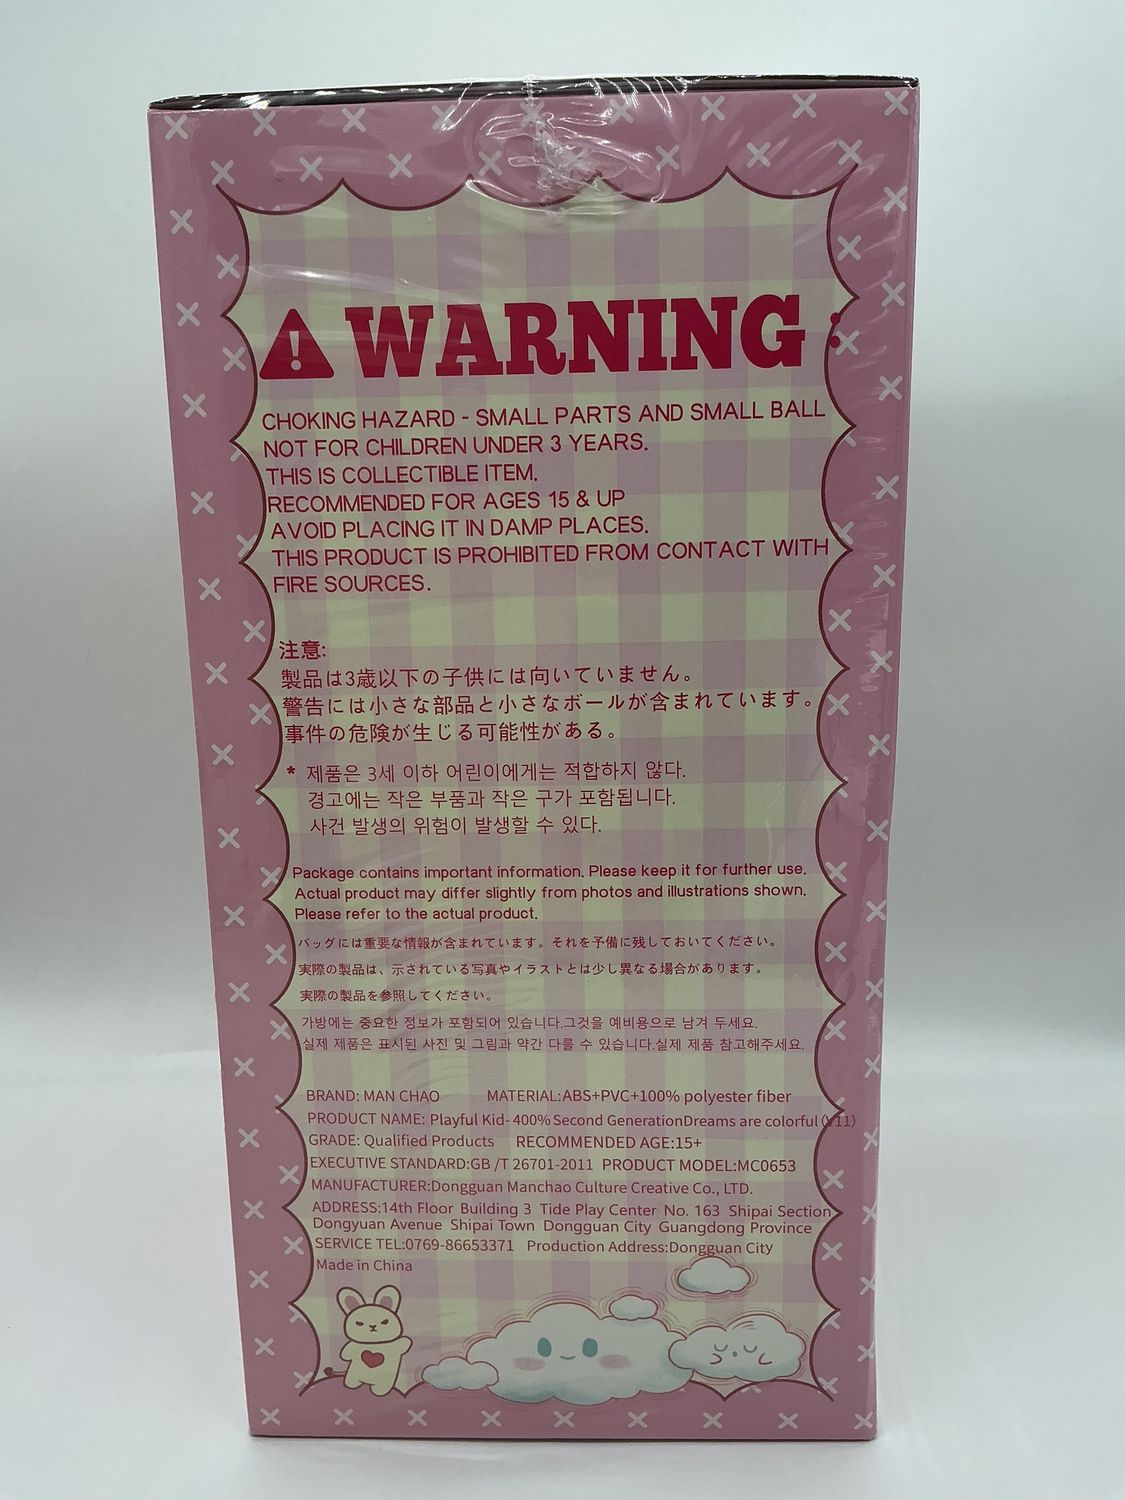 WARNING :
CHOKING HAZARD - SMALL PARTS AND SMALL BALL
NOT FOR CHILDREN UNDER 3 YEARS.
THIS IS COLLECTIBLE ITEM.
RECOMMENDED FOR AGES 15 & UP
AVOID PLACING IT IN DAMP PLACES.
THIS PRODUCT IS PROHIBITED FROM CONTACT WITH
FIRE SOURCES.
注意:
製品は3歳以下の子供には向いていません。
警告には小さな部品と小さなボールが含まれています。
事件の危険が生じる可能性がある。
* 제품은 3세 이하 어린이에게는 적합하지 않다.
경고에는 작은 부품과 작은 구가 포함됩니다.
사건 발생의 위험이 발생할 수 있다.
Package contains important information. Please keep it for further use.
Actual product may differ slightly from photos and illustrations shown.
Please refer to the actual product.
バッグには重要な情報が含まれています。それを予備に残しておいてください。
実際の製品は、示されている写真やイラストとは少し異なる場合があります。
実際の製品を参照してください。
가방에는 중요한 정보가 포함되어 있습니다.그것을 예비용으로 남겨 두세요.
실제 제품은 표시된 사진 및 그림과 약간 다를 수 있습니다.실제 제품 참고해주세요.
BRAND: MAN CHAO MATERIAL:ABS+PVC+100% polyester fiber
PRODUCT NAME: Playful Kid-400% Second GenerationDreams are colorful (V11)
GRADE: Qualified Products RECOMMENDED AGE:15+
EXECUTIVE STANDARD:GB /T 26701-2011 PRODUCT MODEL:MC0653
MANUFACTURER:Dongguan Manchao Culture Creative Co., LTD.
ADDRESS:14th Floor Building 3 Tide Play Center No. 163 Shipai Section
Dongyuan Avenue Shipai Town Dongguan City Guangdong Province
SERVICE TEL:0769-86653371 Production Address:Dongguan City
Made in China